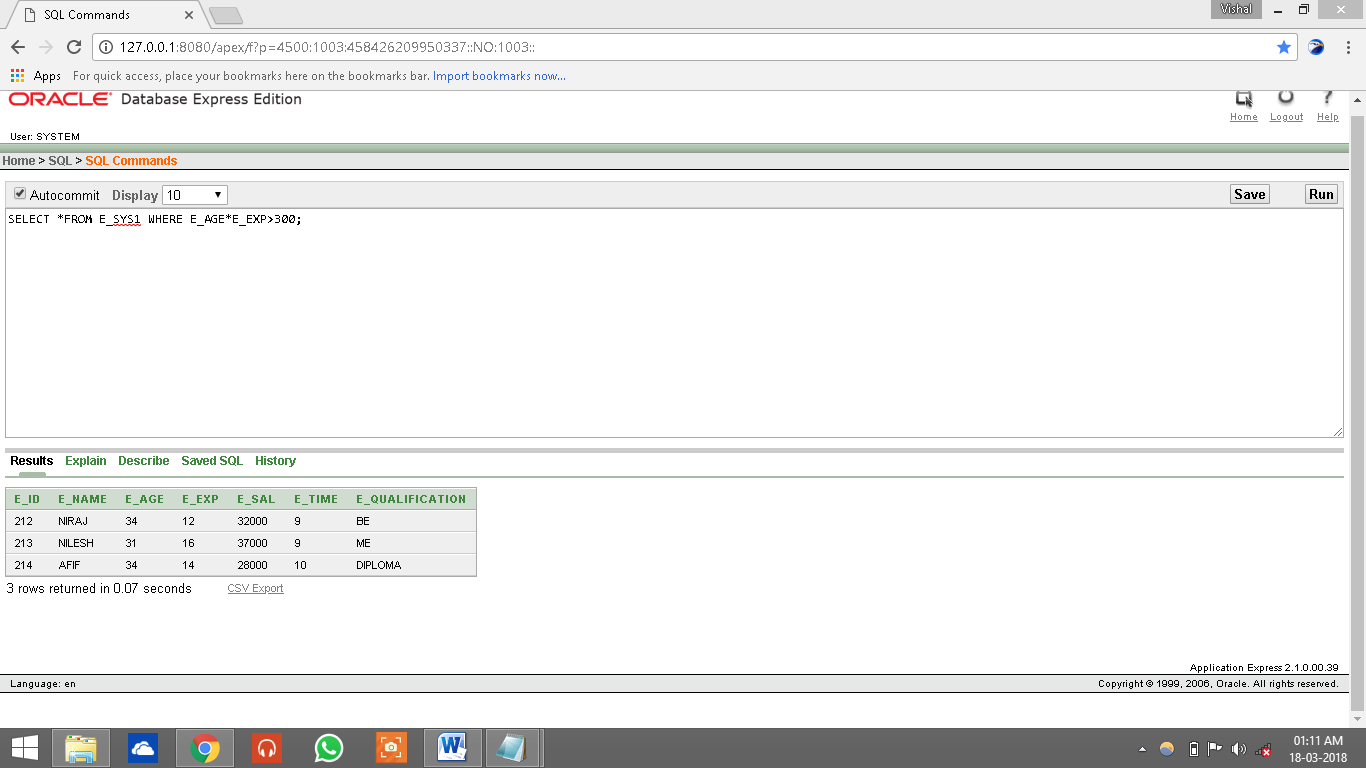 SQL Commands
Vishal
127.0.0.1:8080/apex/f?p=4500:1003:458426209950337::NO:1003::
Apps For quick access, place your bookmarks here on the bookmarks bar. Import bookmarks now...
ORACLE® Database Express Edition
Home Logout Help
User: SYSTEM
Home > SQL > SQL Commands
Autocommit Display 10 Save Run
SELECT *FROM E_SYS1 WHERE E_AGE*E_EXP>300;
Results Explain Describe Saved SQL History
E_ID E_NAME E_AGE E_EXP E_SAL E_TIME E_QUALIFICATION
212 NIRAJ 34 12 32000 9 BE
213 NILESH 31 16 37000 9 ME
214 AFIF 34 14 28000 10 DIPLOMA
3 rows returned in 0.07 seconds CSV Export
Application Express 2.1.0.00.39
Language: en Copyright © 1999, 2006, Oracle. All rights reserved.
01:11 AM
18-03-2018